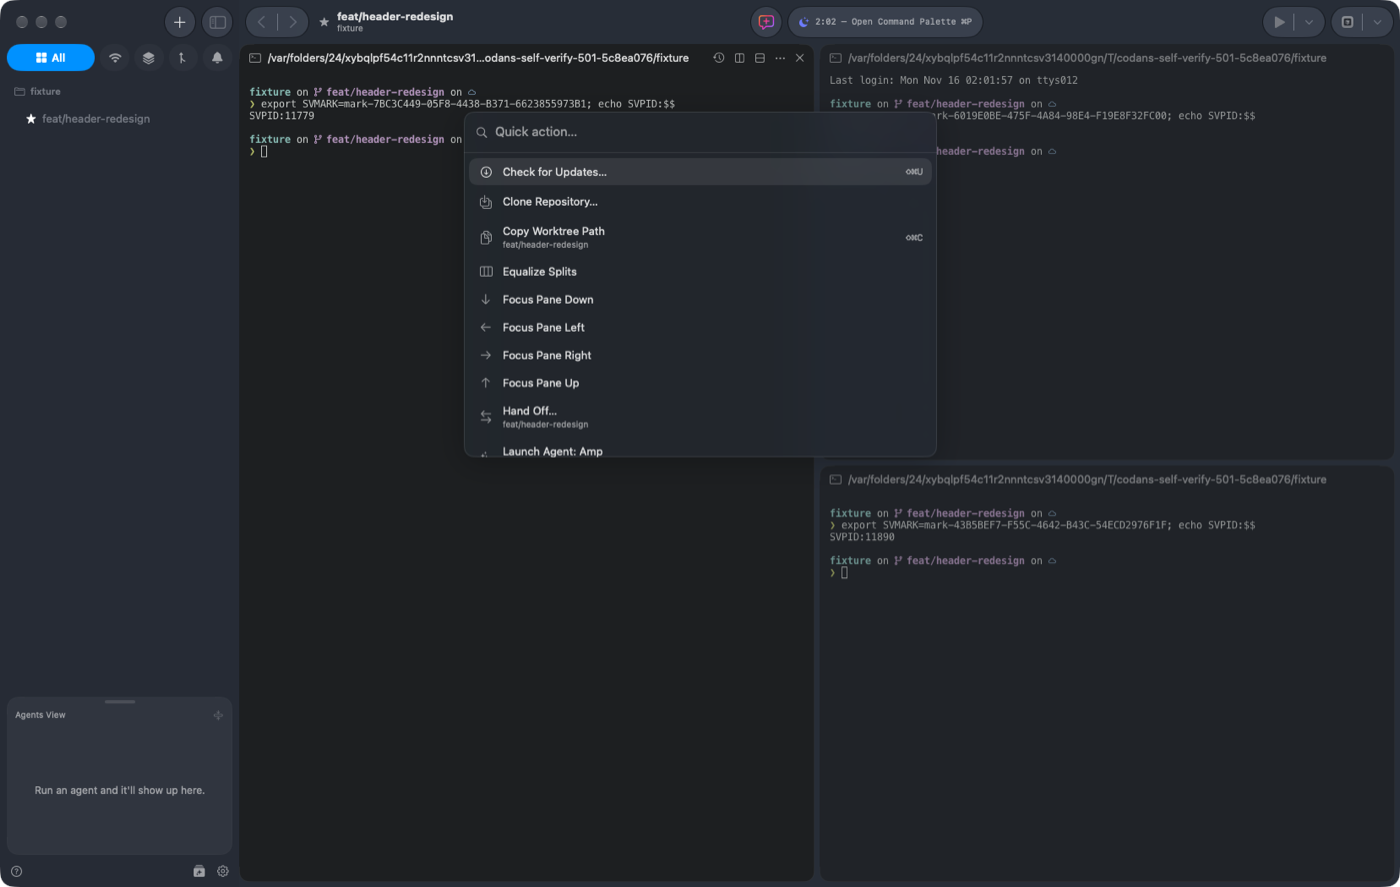 feat/header-redesign
fixture
2:02 — Open Command Palette ⌘P
All
fixture
feat/header-redesign
/var/folders/24/xybqlpf54c11r2nnntcsv31...odans-self-verify-501-5c8ea076/fixture
fixture on feat/header-redesign on
❯ export SVMARK=mark-7BC3C449-05F8-4438-B371-6623855973B1; echo SVPID:$$
SVPID:11779
fixture on feat/header-redesign on
❯
Quick action...
Check for Updates...
Clone Repository...
Copy Worktree Path
feat/header-redesign
Equalize Splits
Focus Pane Down
Focus Pane Left
Focus Pane Right
Focus Pane Up
Hand Off...
feat/header-redesign
Launch Agent: Amp
/var/folders/24/xybqlpf54c11r2nnntcsv3140000gn/T/codans-self-verify-501-5c8ea076/fixture
Last login: Mon Nov 16 02:01:57 on ttys012
fixture on feat/header-redesign on
rk-6019E0BE-475F-4A84-98E4-F19E8F32FC00; echo SVPID:$$
header-redesign on
/var/folders/24/xybqlpf54c11r2nnntcsv3140000gn/T/codans-self-verify-501-5c8ea076/fixture
fixture on feat/header-redesign on
❯ export SVMARK=mark-4385BEF7-F55C-4642-B43C-54ECD2976F1F; echo SVPID:$$
SVPID:11890
fixture on feat/header-redesign on
❯
Agents View
Run an agent and it'll show up here.